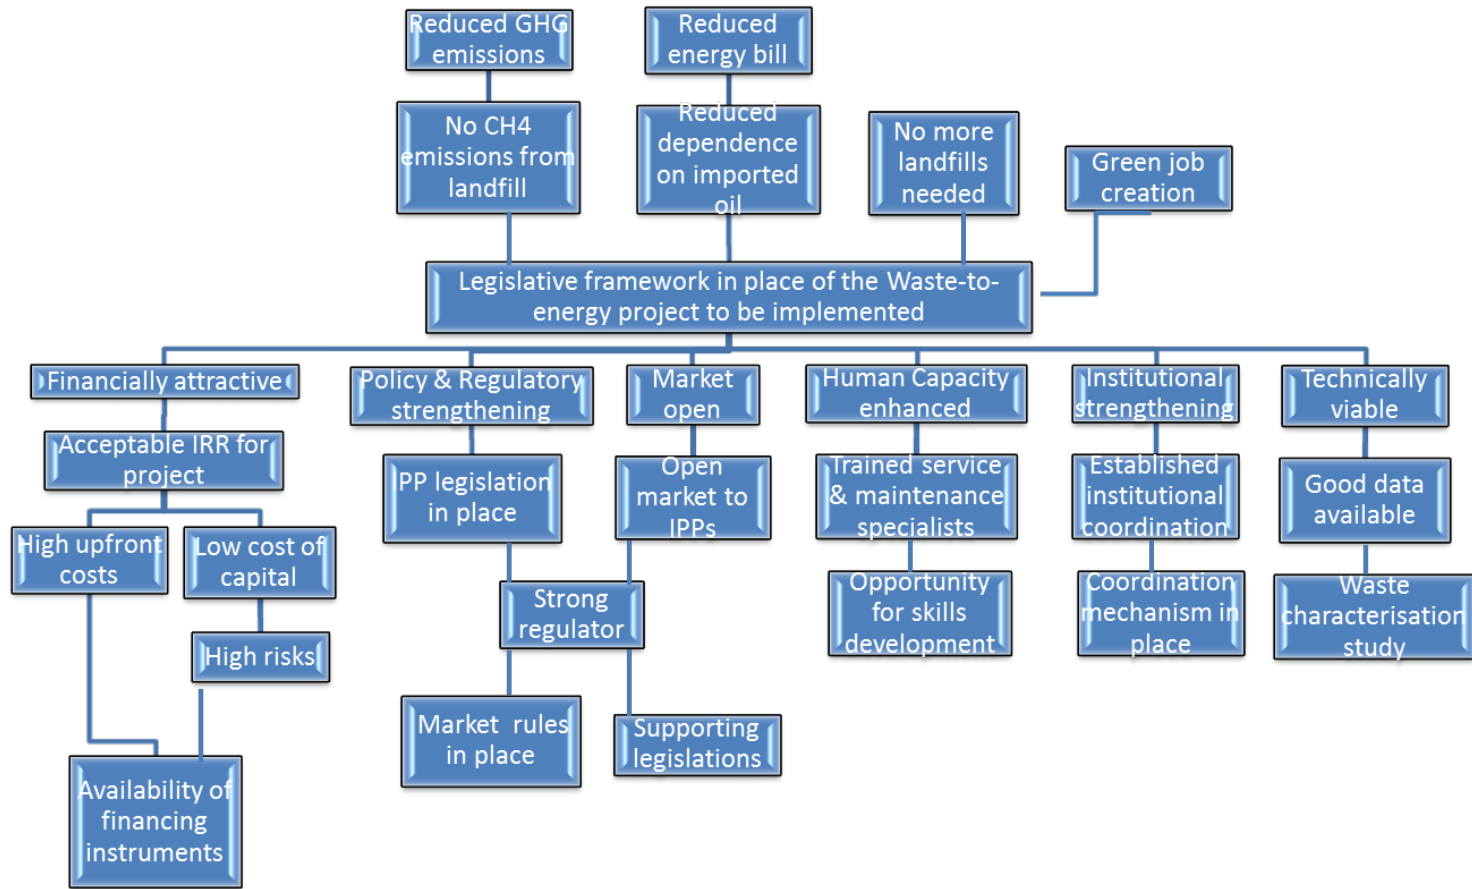 Reduced GHG
emissions
Reduced
energy bill
No CH4
emissions from
landfill
Reduced
dependence
on imported
oil
No more
landfills
needed
Green job
creation
Legislative framework in place of the Waste-to-
energy project to be implemented
Financially attractive
Policy & Regulatory
strengthening
Market
open
Human Capacity
enhanced
Institutional
strengthening
Technically
viable
Acceptable IRR for
project
PP legislation
in place
Open
market to
IPPs
Trained service
& maintenance
specialists
Established
institutional
coordination
Good data
available
High upfront
costs
Low cost of
capital
Strong
regulator
Opportunity
for skills
development
Coordination
mechanism in
place
Waste
characterisation
study
High risks
Market  rules
in place
Supporting
legislations
Availability of
financing
instruments